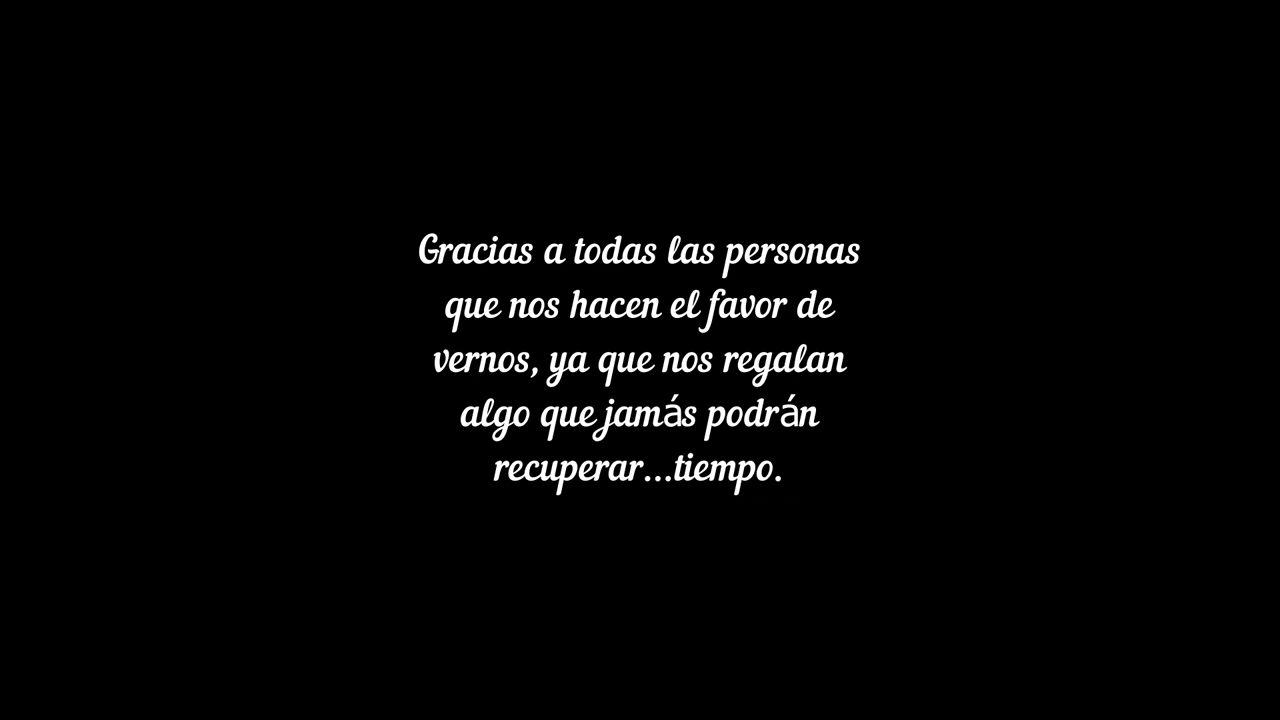 Gracias a todas las personas
que nos hacen el favor de
vernos, ya que nos regalan
algo que jamás podrán
recuperar...tiempo.